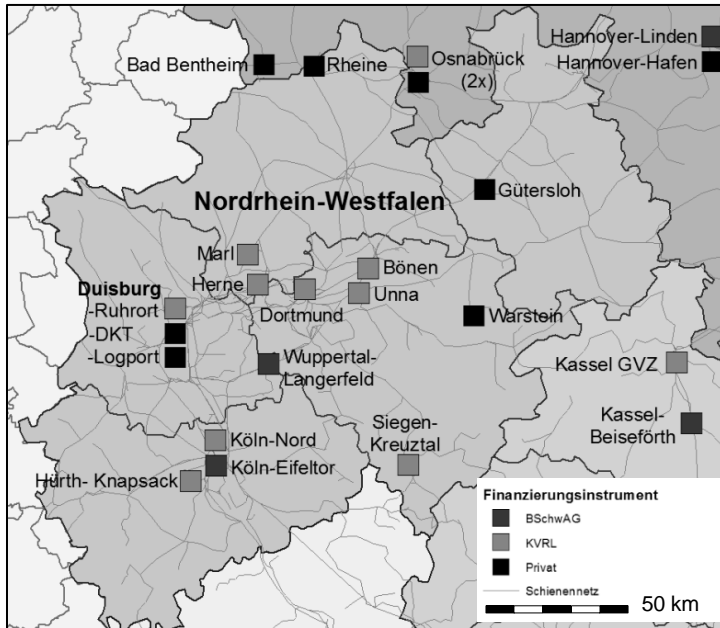 Hannover-Linden
Bad Bentheim
Rheine
Osnabrück
(2x)
Hannover-Hafen
Gütersloh
Nordrhein-Westfalen
Marl
Bönen
Herne
Unna
Duisburg
-Ruhrort
-DKT
-Logport
Dortmund
Warstein
Wuppertal-
Langerfeld
Kassel GVZ
Kassel-
Beiseförth
Siegen-
Kreuztal
Köln-Nord
Köln-Eifeltor
Hürth- Knapsack
Finanzierungsinstrument
BSchwAG
KVRL
Privat
Schienennetz
50 km